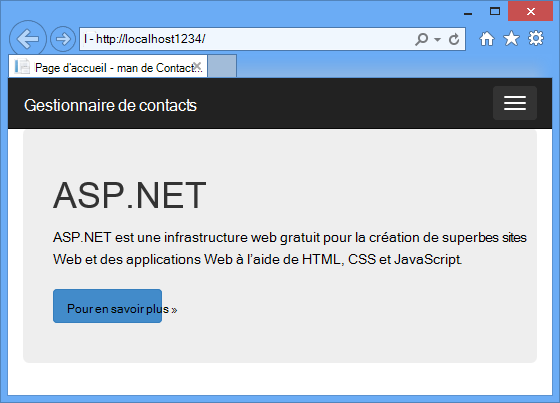 l - http://localhost1234/
Page d'accueil - man de Contact...
Gestionnaire de contacts
ASP.NET
ASP.NET est une infrastructure web gratuit pour la création de superbes sites
Web et des applications Web à l'aide de HTML, CSS et JavaScript.
Pour en savoir plus »